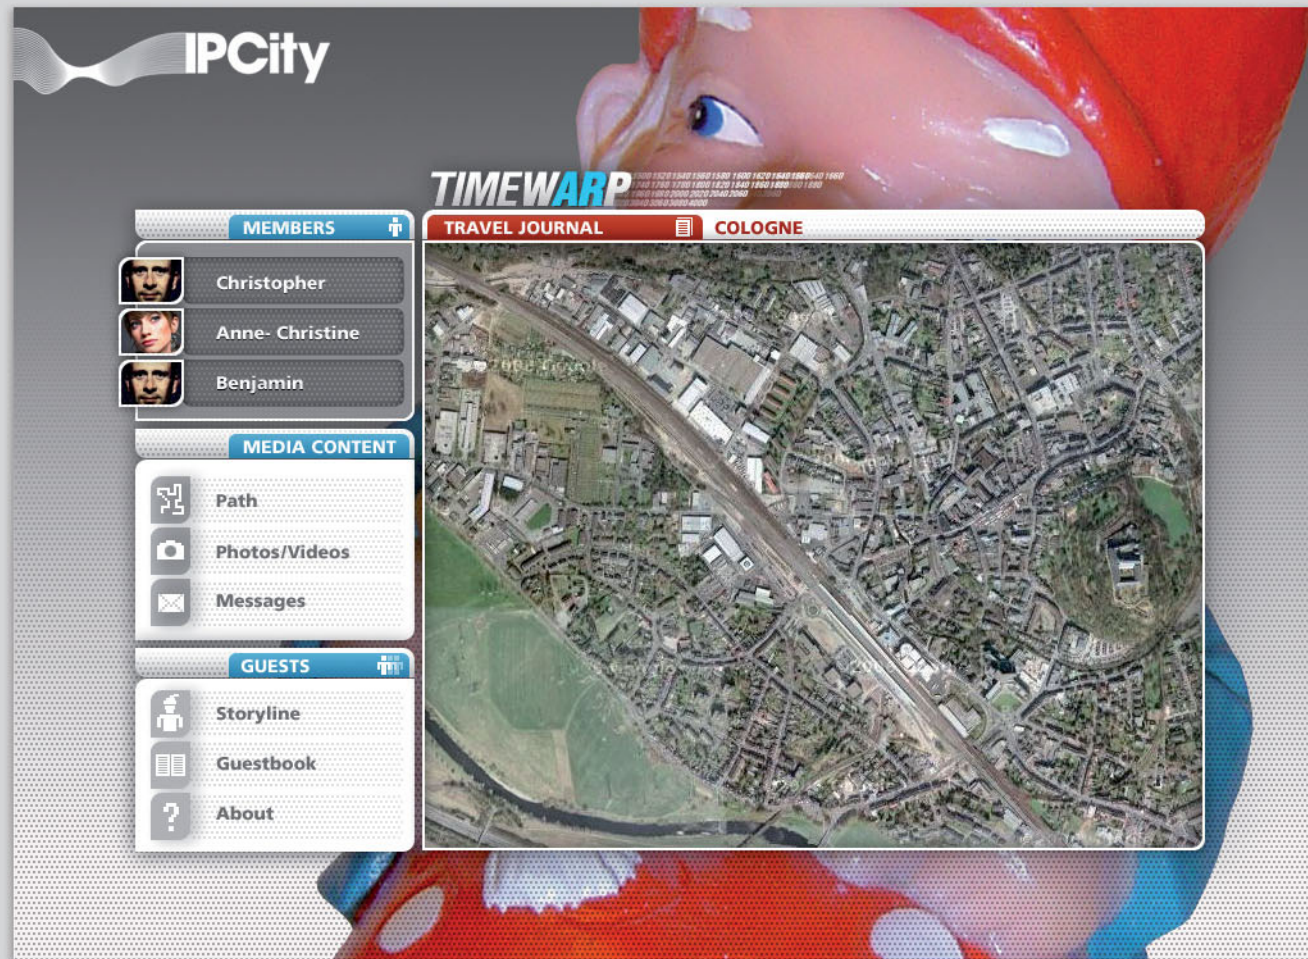 IPCity
TIMEWARP
MEMBERS
Christopher
Anne- Christine
Benjamin
MEDIA CONTENT
Path
Photos/Videos
Messages
GUESTS
Storyline
Guestbook
About
TRAVEL JOURNAL
COLOGNE